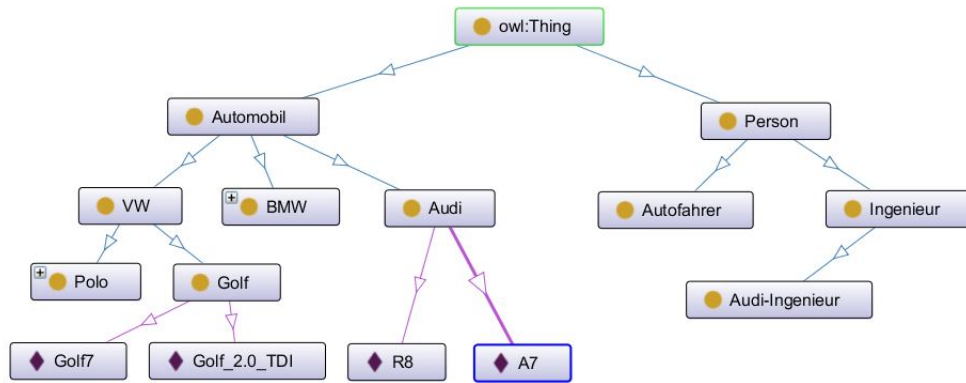 owl:Thing
Automobil
Person
VW
BMW
Audi
Autofahrer
Ingenieur
Polo
Golf
Audi-Ingenieur
Golf7
Golf_2.0_TDI
R8
A7